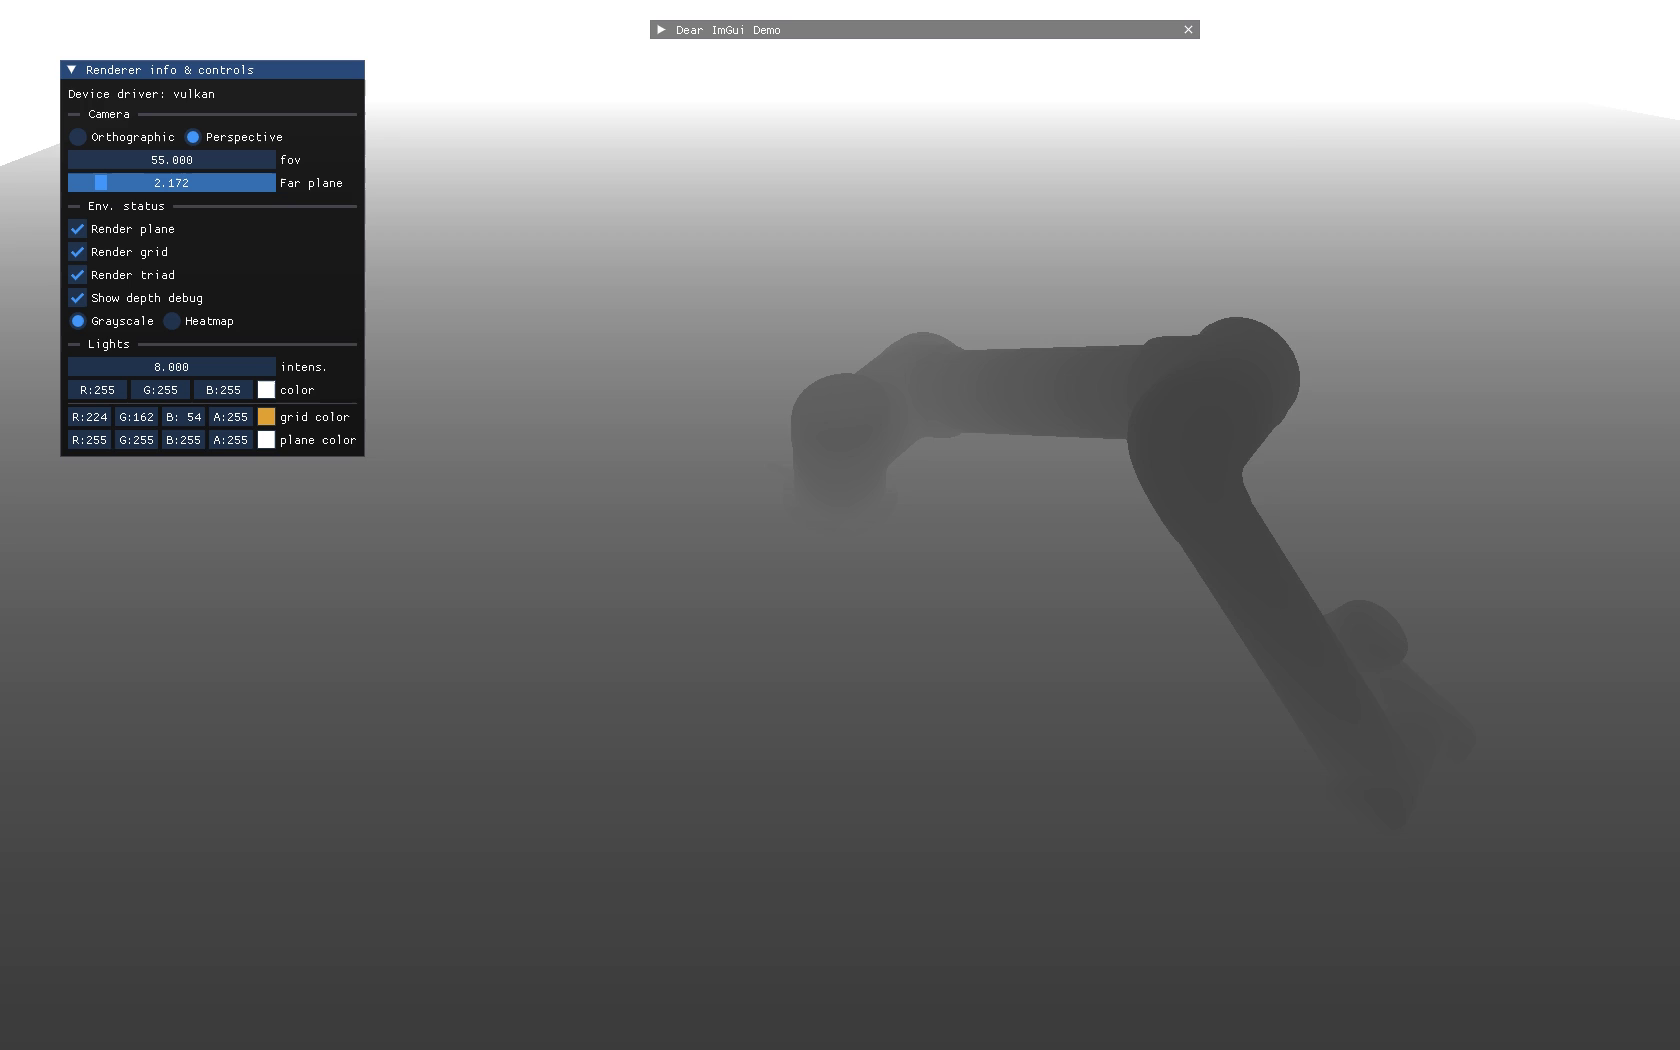 Dear ImGui Demo
Renderer info & controls
Device driver: vulkan
Camera
Orthographic Perspective
55.000 fov
2.172 Far plane
Env. status
Render plane
Render grid
Render triad
Show depth debug
Grayscale Heatmap
Lights
8.000 intens.
R:255 G:255 B:255 color
R:224 G:162 B: 54 A:255 grid color
R:255 G:255 B:255 A:255 plane color